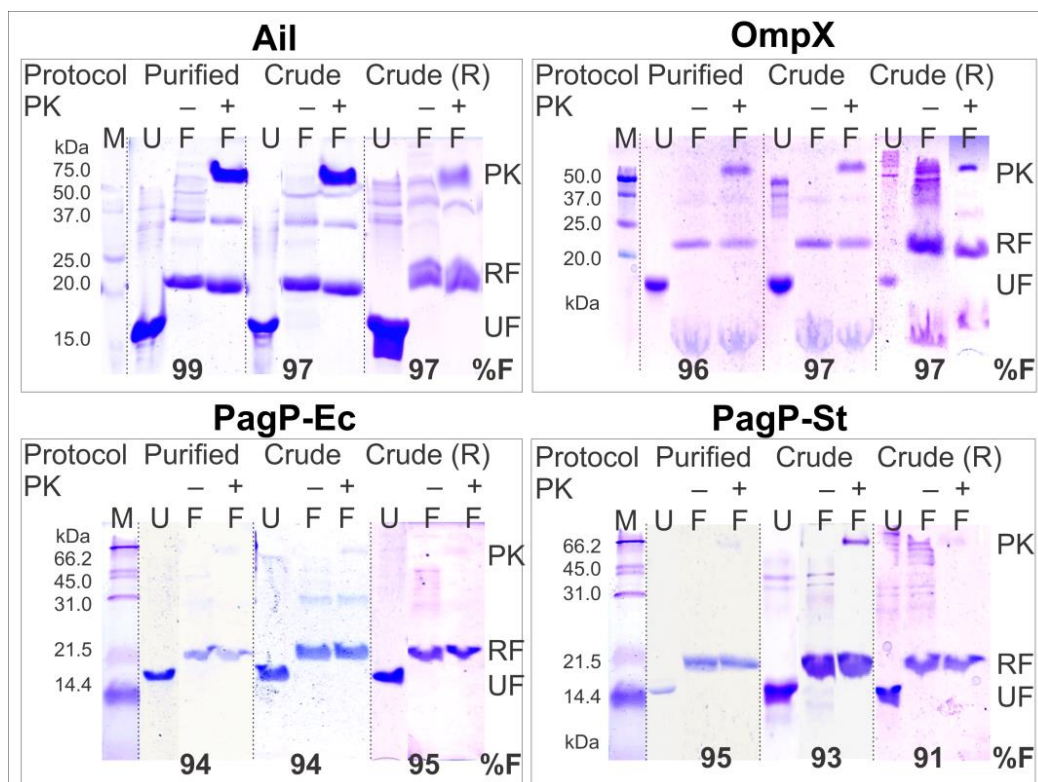 Ail
Protocol Purified Crude Crude (R)
PK – + – + – +
M U F F U F F U F F
kDa
75.0
50.0
37.0
25.0
20.0
15.0
PK
RF
UF
99 97 97 %F
OmpX
Protocol Purified Crude Crude (R)
PK – + – + – +
M U F F U F F U F F
50.0
37.0
25.0
20.0
kDa
PK
RF
UF
96 97 97 %F
PagP-Ec
Protocol Purified Crude Crude (R)
PK – + – + – +
M U F F U F F U F F
kDa
66.2
45.0
31.0
21.5
14.4
PK
RF
UF
94 94 95 %F
PagP-St
Protocol Purified Crude Crude (R)
PK – + – + – +
M U F F U F F U F F
66.2
45.0
31.0
21.5
14.4
kDa
PK
RF
UF
95 93 91 %F